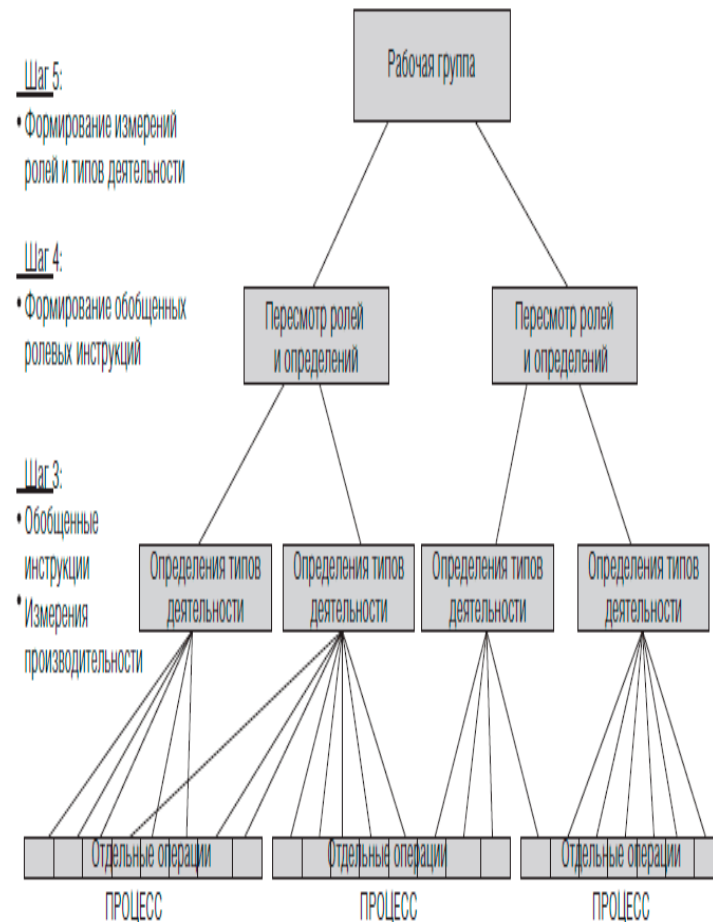 Рабочая группа
Шаг 5:
• Формирование измерений
ролей и типов деятельности
Шаг 4:
• Формирование обобщенных
ролевых инструкций
Пересмотр ролей
и определений
Пересмотр ролей
и определений
Шаг 3:
• Обобщенные
инструкции
• Измерения
производительности
Определения типов
деятельности
Определения типов
деятельности
Определения типов
деятельности
Определения типов
деятельности
Отдельные операции
Отдельные операции
Отдельные операции
ПРОЦЕСС
ПРОЦЕСС
ПРОЦЕСС